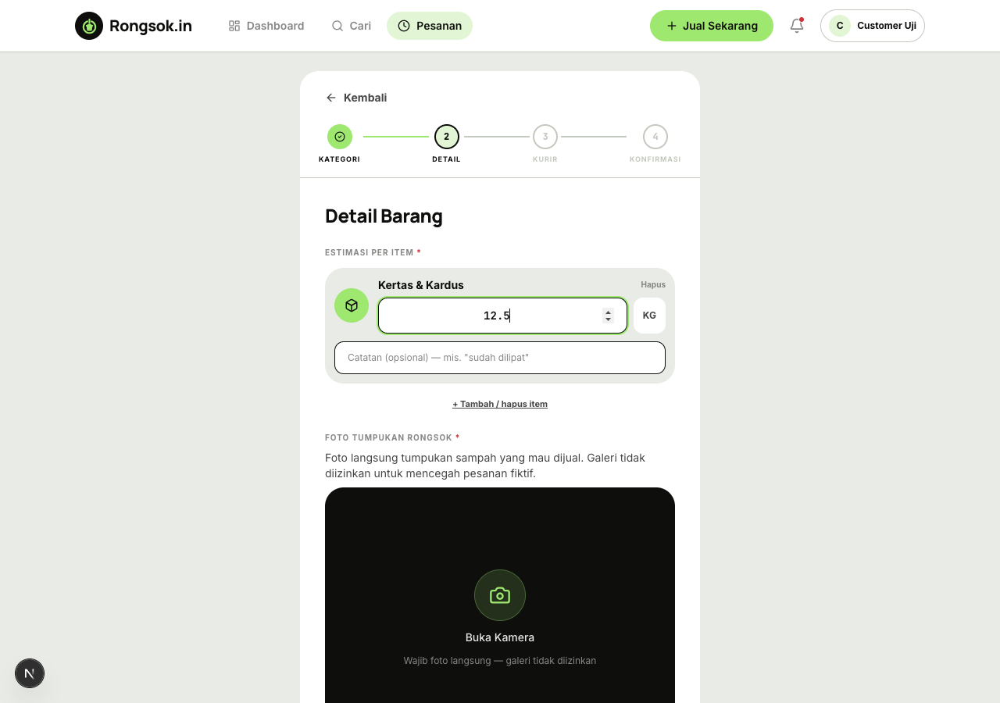 Rongsok.in
Dashboard
Cari
Pesanan
+ Jual Sekarang
C
Customer Uji
Kembali
2
3
4
KATEGORI
DETAIL
KURIR
KONFIRMASI
Detail Barang
ESTIMASI PER ITEM *
Kertas & Kardus
Hapus
12.5
KG
Catatan (opsional) — mis. "sudah dilipat"
+ Tambah / hapus item
FOTO TUMPUKAN RONGSOK *
Foto langsung tumpukan sampah yang mau dijual. Galeri tidak
diizinkan untuk mencegah pesanan fiktif.
Buka Kamera
Wajib foto langsung — galeri tidak diizinkan
N